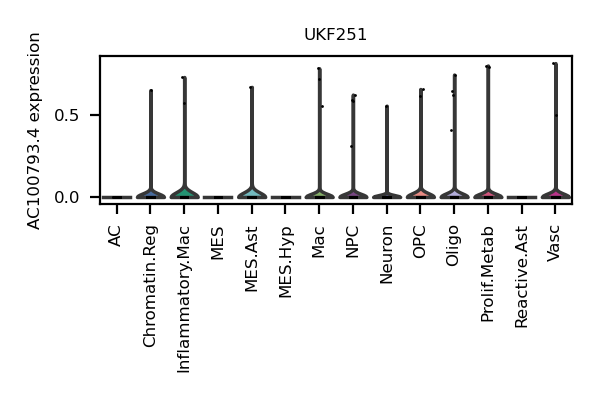 UKF251
AC100793.4 expression
0.5
0.0
AC
Chromatin.Reg
Inflammatory.Mac
MES
MES.Ast
MES.Hyp
Mac
NPC
Neuron
OPC
Oligo
Prolif.Metab
Reactive.Ast
Vasc